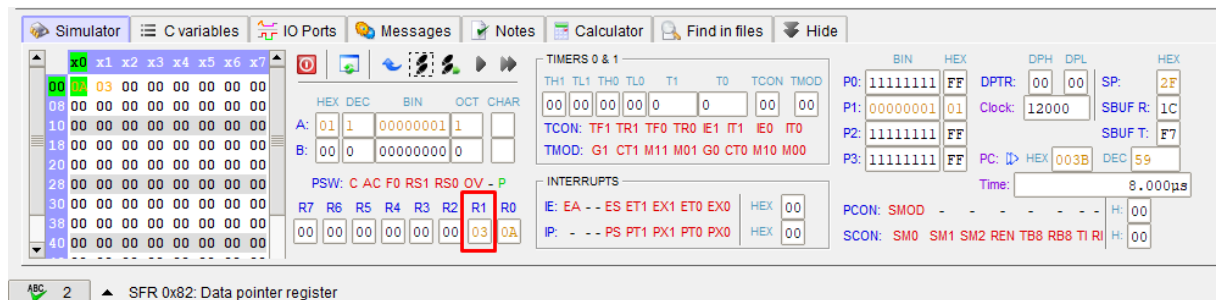 Simulator C variables IO Ports Messages Notes Calculator Find in files Hide
x0 x1 x2 x3 x4 x5 x6 x7
00 0A 03 00 00 00 00 00 00
08 00 00 00 00 00 00 00 00
10 00 00 00 00 00 00 00 00
18 00 00 00 00 00 00 00 00
20 00 00 00 00 00 00 00 00
28 00 00 00 00 00 00 00 00
30 00 00 00 00 00 00 00 00
38 00 00 00 00 00 00 00 00
40 00 00 00 00 00 00 00 00
HEX DEC BIN OCT CHAR
A: 01 1 00000001 1
B: 00 0 00000000 0
PSW: C AC F0 RS1 RS0 OV - P
R7 R6 R5 R4 R3 R2 R1 R0
00 00 00 00 00 00 03 0A
TIMERS 0 & 1
TH1 TL1 TH0 TL0 T1 T0 TCON TMOD
00 00 00 00 0 0 00 00
TCON: TF1 TR1 TF0 TR0 IE1 IT1 IE0 IT0
TMOD: G1 CT1 M11 M01 G0 CT0 M10 M00
INTERRUPTS
IE: EA - - ES ET1 EX1 ET0 EX0 HEX 00
IP: - - - PS PT1 PX1 PT0 PX0 HEX 00
BIN HEX
P0: 11111111 FF
P1: 00000001 01
P2: 11111111 FF
P3: 11111111 FF
DPH DPL
DPTR: 00 00
Clock: 12000
HEX
SP: 2F
SBUF R: 1C
SBUF T: F7
PC: HEX 003B DEC 59
Time: 8.000µs
PCON: SMOD - - - - - - - H: 00
SCON: SM0 SM1 SM2 REN TB8 RB8 TI RI H: 00
ABC 2 SFR 0x82: Data pointer register